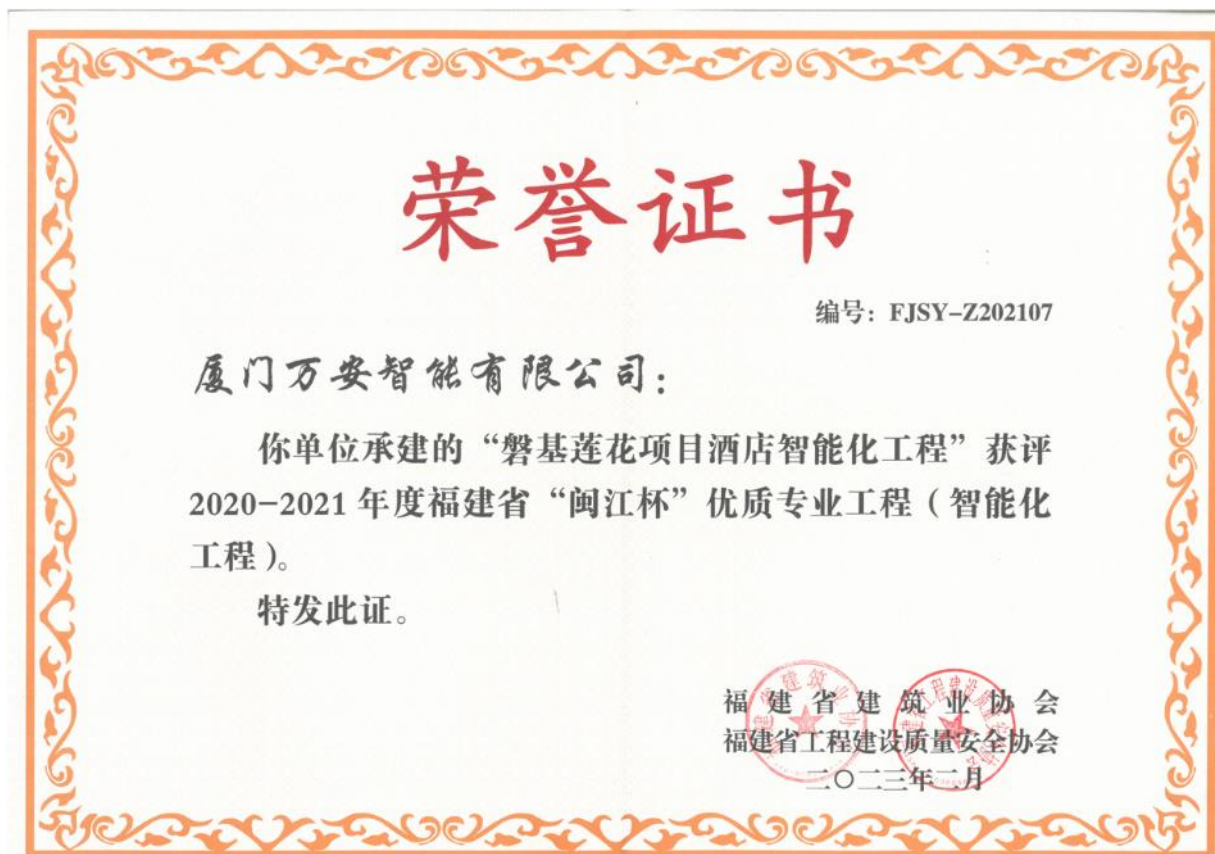 荣誉证书
编号：FJSY-Z202107
厦门万安智能有限公司：
你单位承建的“磐基莲花项目酒店智能化工程”获评
2020-2021年度福建省“闽江杯”优质专业工程（智能化
工程）。
特发此证。
福建省建筑业协会
福建省工程建设质量安全协会
二〇二三年二月